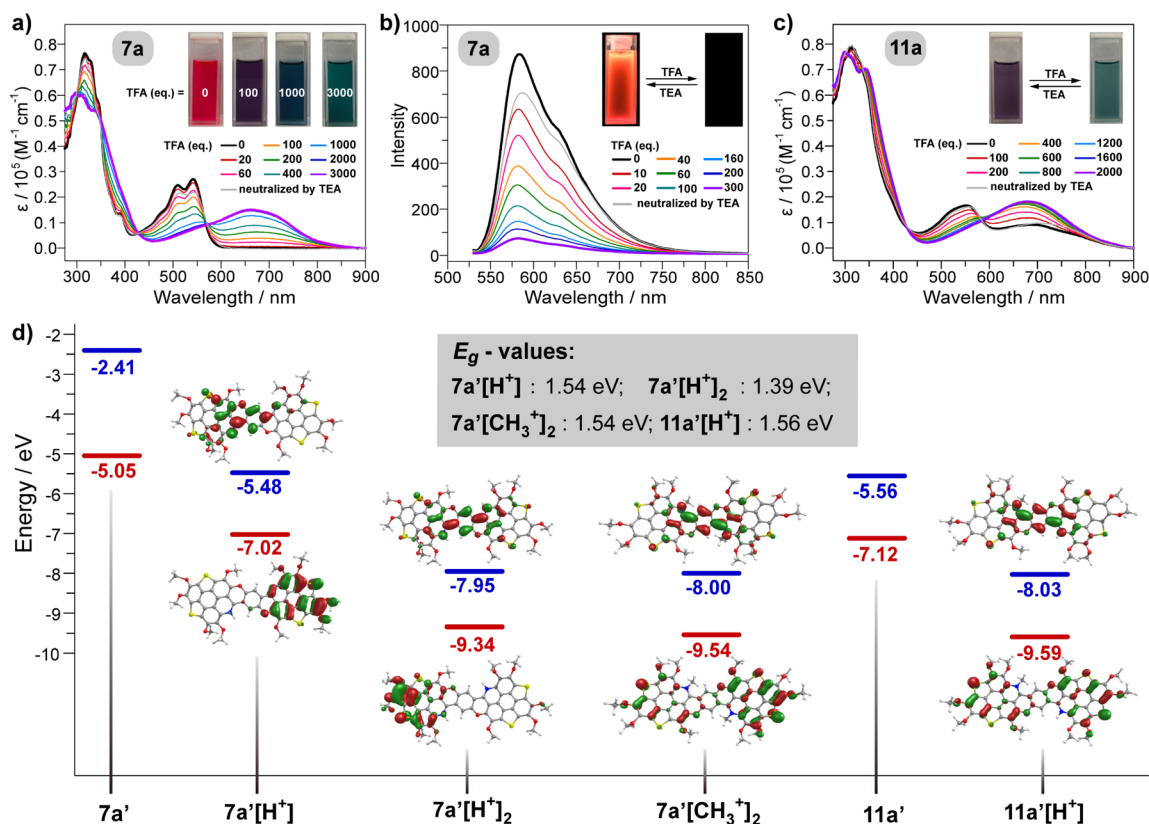 a)
7a
TFA (eq.) =
0
100
1000
3000
ε / 10⁵ (M⁻¹ cm⁻¹)
0.8
0.7
0.6
0.5
0.4
0.3
0.2
0.1
0.0
TFA (eq.)
0 100 1000
20 200 2000
60 400 3000
neutralized by TEA
300 400 500 600 700 800 900
Wavelength / nm
b)
7a
TFA
TEA
Intensity
1000
900
800
700
600
500
400
300
200
100
0
TFA (eq.)
0 40 160
10 60 200
20 100 300
neutralized by TEA
500 550 600 650 700 750 800 850
Wavelength / nm
c)
11a
TFA
TEA
ε / 10⁵ (M⁻¹ cm⁻¹)
0.8
0.7
0.6
0.5
0.4
0.3
0.2
0.1
0.0
TFA (eq.)
0 400 1200
100 600 1600
200 800 2000
neutralized by TEA
300 400 500 600 700 800 900
Wavelength / nm
d)
Energy / eV
-2
-3
-4
-5
-6
-7
-8
-9
-10
E_g - values:
7a’[H⁺] : 1.54 eV; 7a’[H⁺]₂ : 1.39 eV;
7a’[CH₃⁺]₂ : 1.54 eV; 11a’[H⁺] : 1.56 eV
-2.41
-5.05
-5.48
-7.02
-7.95
-9.34
-8.00
-9.54
-5.56
-7.12
-8.03
-9.59
7a’ 7a’[H⁺] 7a’[H⁺]₂ 7a’[CH₃⁺]₂ 11a’ 11a’[H⁺]